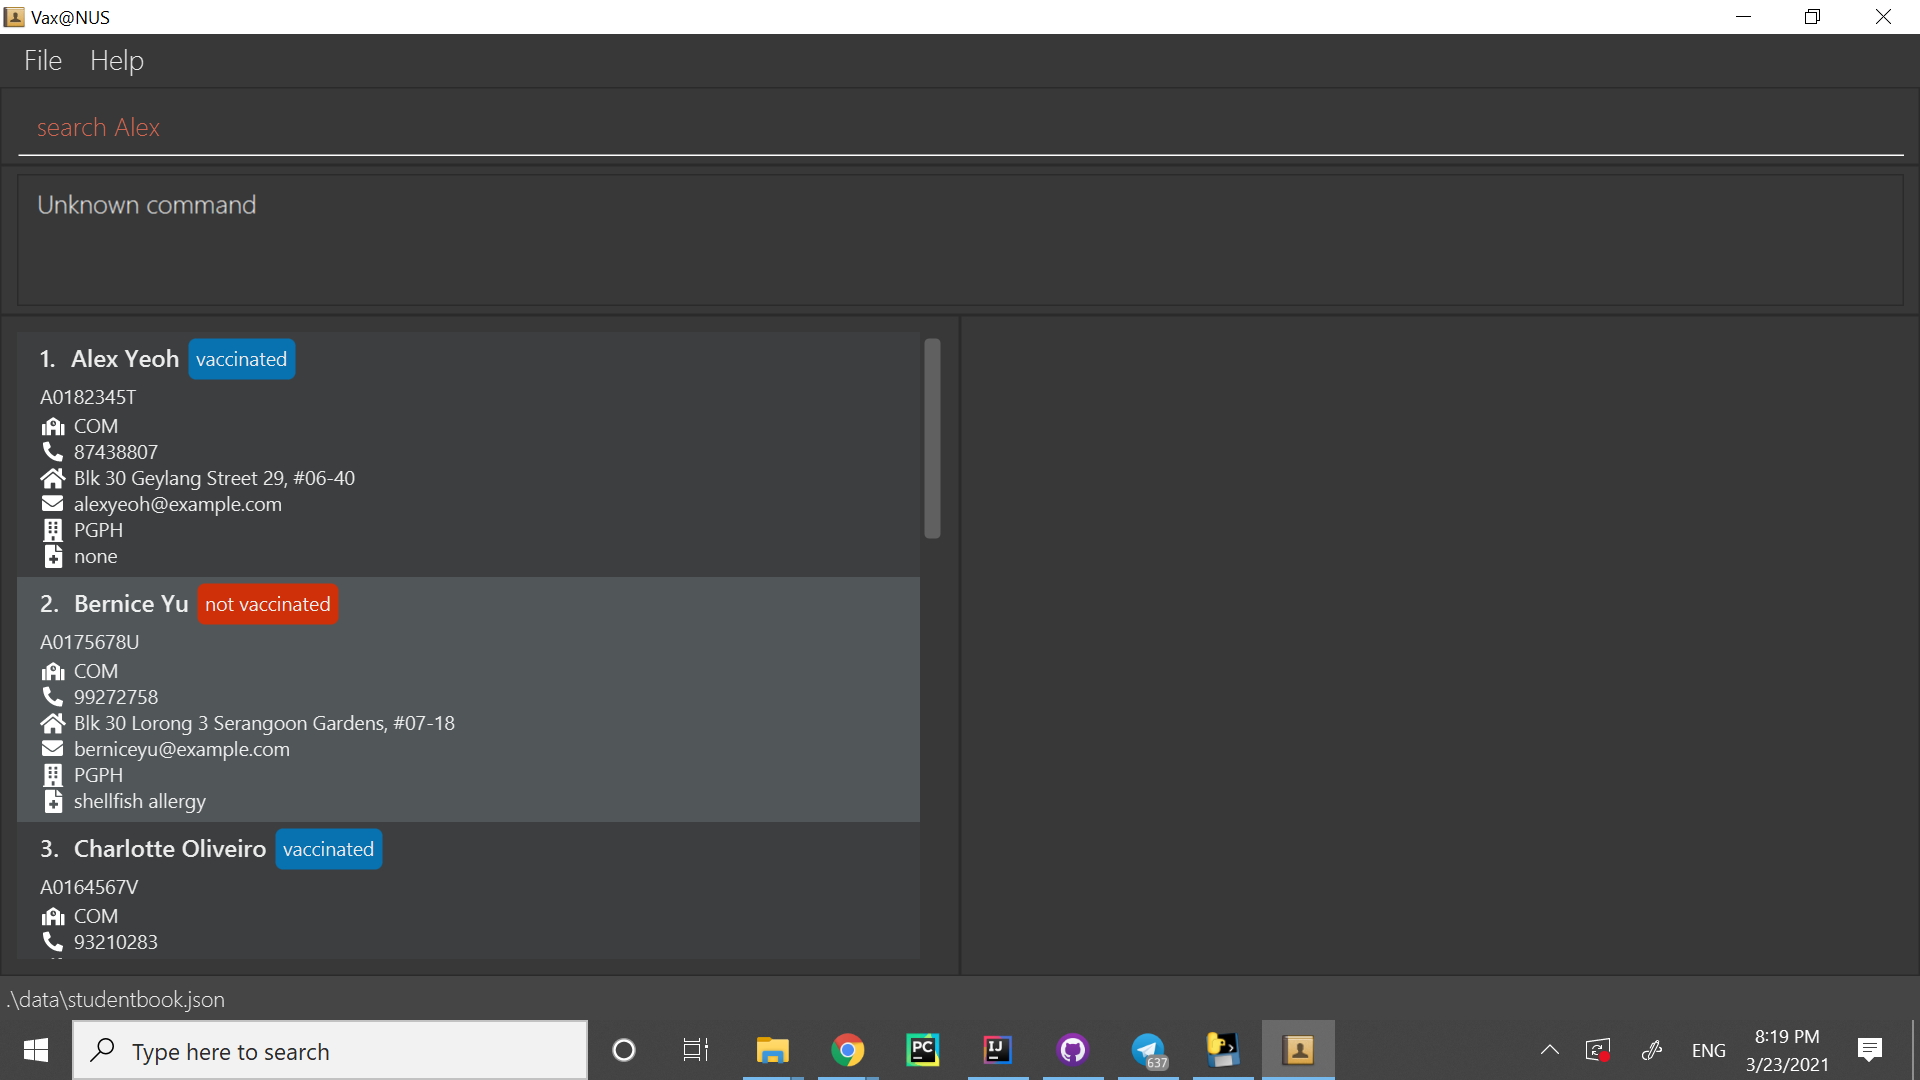 Vax@NUS
File Help
search Alex
Unknown command
1. Alex Yeoh vaccinated
A0182345T
COM
87438807
Blk 30 Geylang Street 29, #06-40
alexyeoh@example.com
PGPH
none
2. Bernice Yu not vaccinated
A0175678U
COM
99272758
Blk 30 Lorong 3 Serangoon Gardens, #07-18
berniceyu@example.com
PGPH
shellfish allergy
3. Charlotte Oliveiro vaccinated
A0164567V
COM
93210283
.\data\studentbook.json
Type here to search
PC
IJ
637
ENG
8:19 PM
3/23/2021